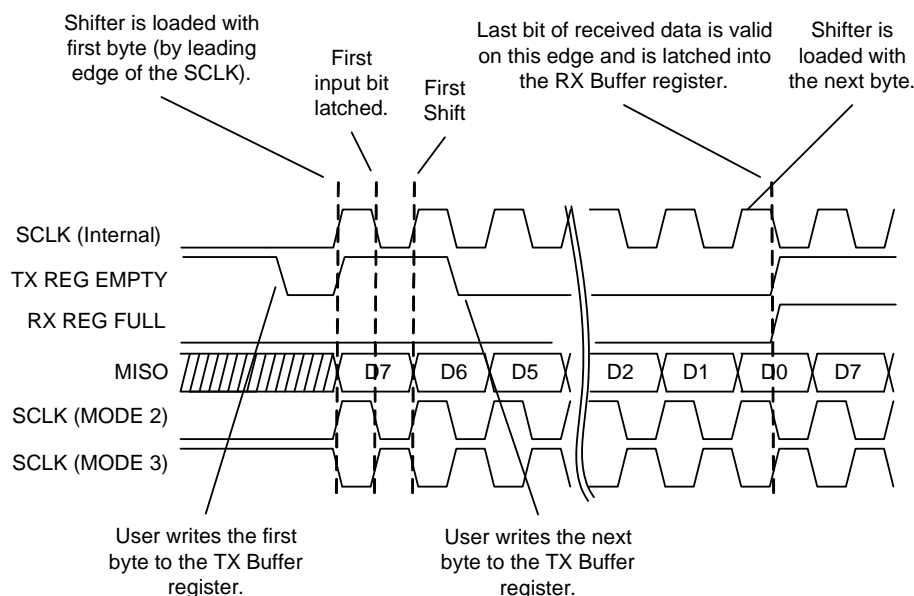 Shifter is loaded with
first byte (by leading
edge of the SCLK).
First
input bit
latched.
First
Shift
Last bit of received data is valid
on this edge and is latched into
the RX Buffer register.
Shifter is
loaded with
the next byte.
SCLK (Internal)
TX REG EMPTY
RX REG FULL
MISO
D7
D6
D5
D2
D1
D0
D7
SCLK (MODE 2)
SCLK (MODE 3)
User writes the first
byte to the TX Buffer
register.
User writes the next
byte to the TX Buffer
register.